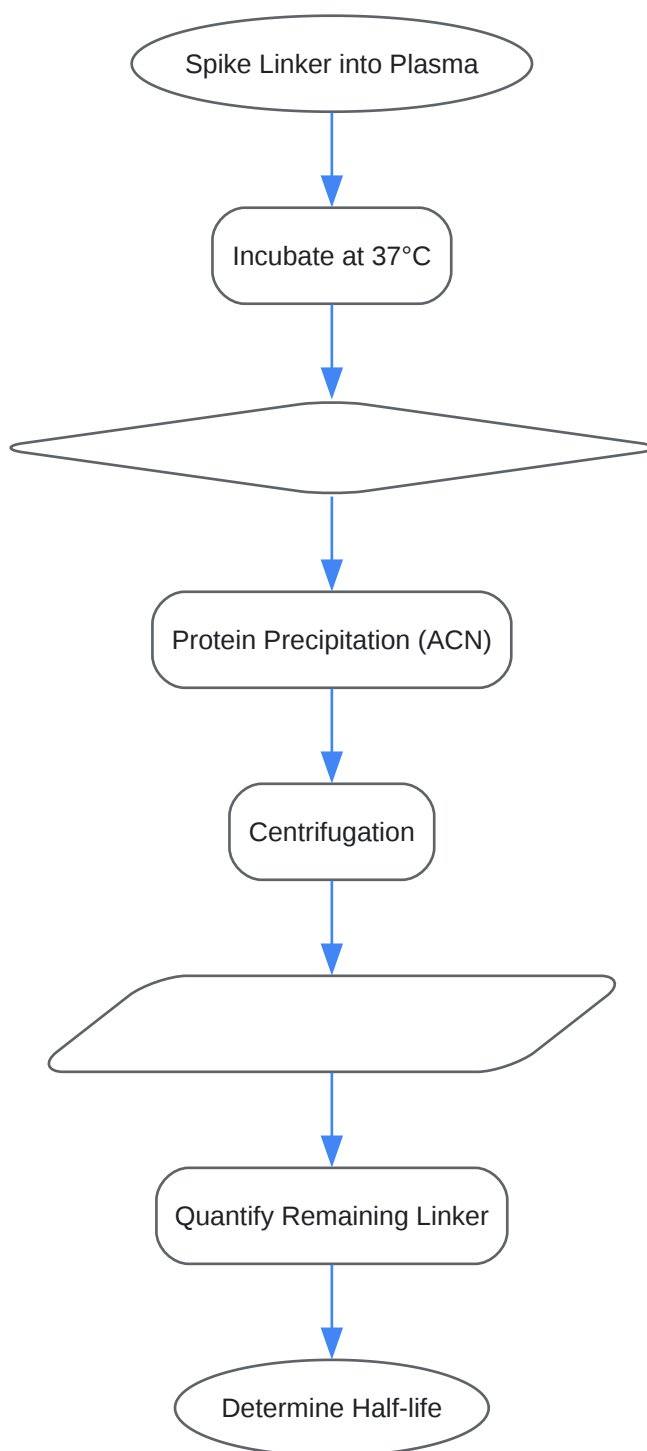 Spike Linker into Plasma
Incubate at 37°C
Protein Precipitation (ACN)
Centrifugation
Quantify Remaining Linker
Determine Half-life